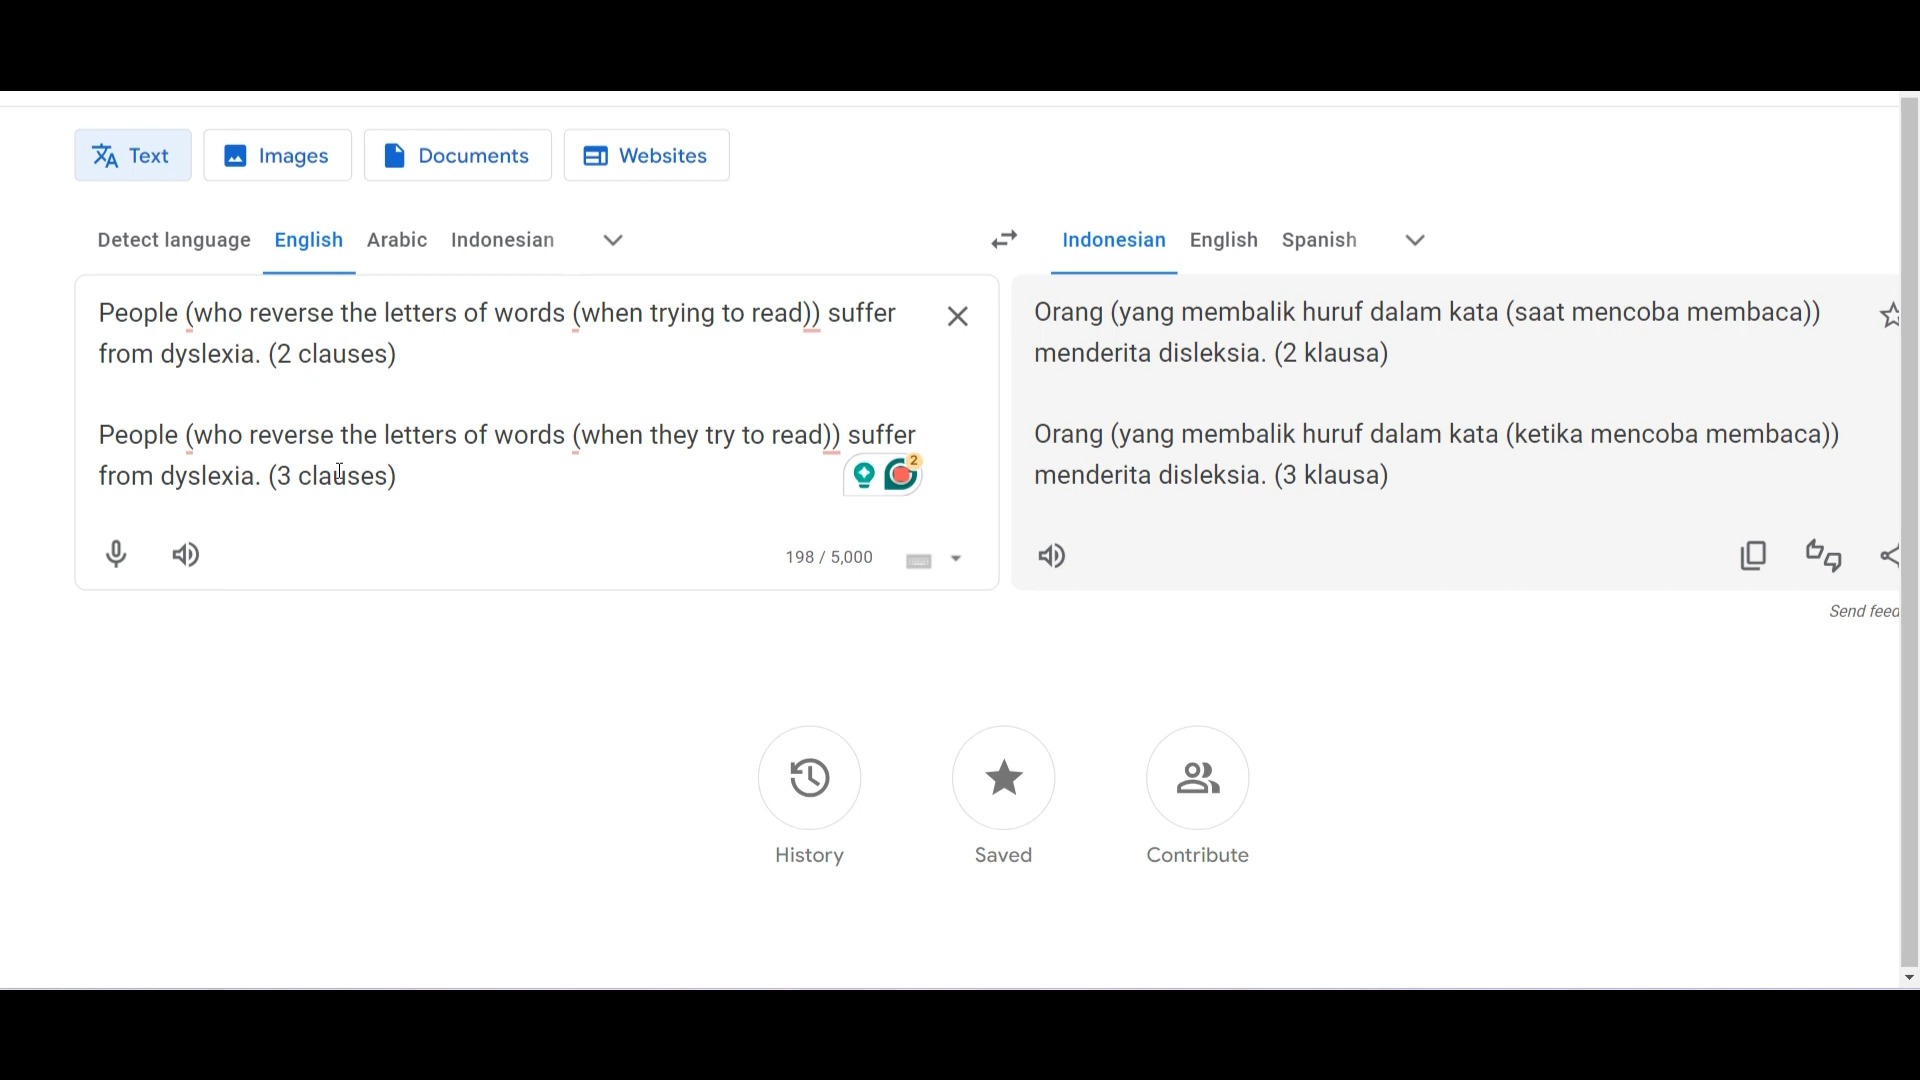 Text Images Documents Websites
Detect language English Arabic Indonesian
Indonesian English Spanish
People (who reverse the letters of words (when trying to read)) suffer
from dyslexia. (2 clauses)
People (who reverse the letters of words (when they try to read)) suffer
from dyslexia. (3 clauses)
2
198 / 5,000
Orang (yang membalik huruf dalam kata (saat mencoba membaca))
menderita disleksia. (2 klausa)
Orang (yang membalik huruf dalam kata (ketika mencoba membaca))
menderita disleksia. (3 klausa)
Send feed
History Saved Contribute